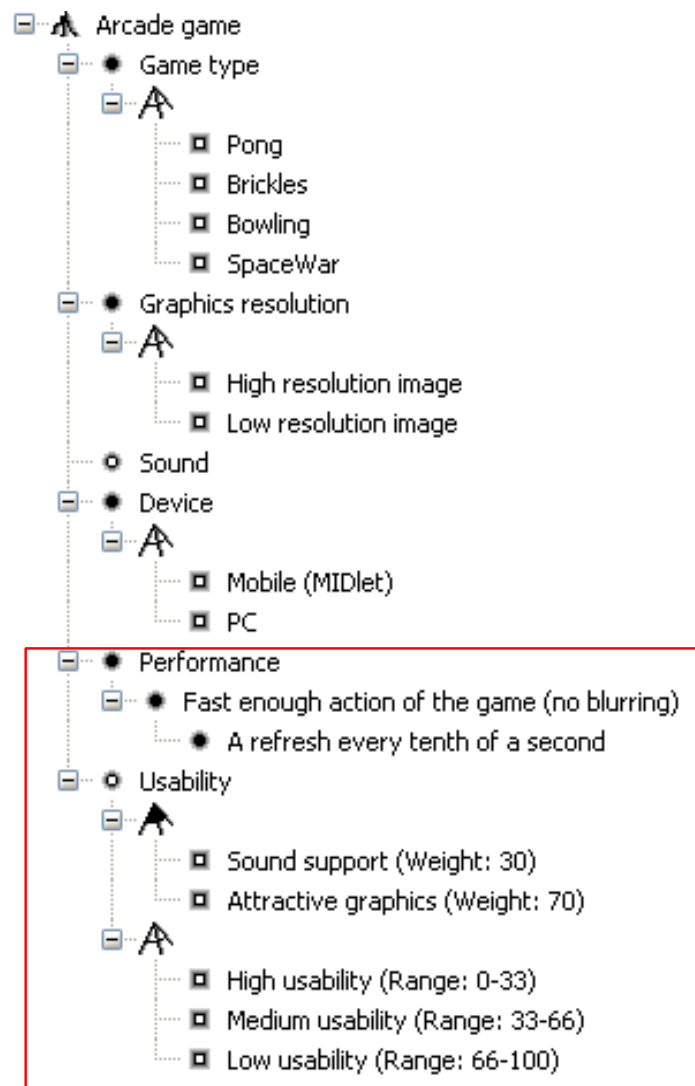 Arcade game
Game type
Pong
Brickles
Bowling
SpaceWar
Graphics resolution
High resolution image
Low resolution image
Sound
Device
Mobile (MIDlet)
PC
Performance
Fast enough action of the game (no blurring)
A refresh every tenth of a second
Usability
Sound support (Weight: 30)
Attractive graphics (Weight: 70)
High usability (Range: 0-33)
Medium usability (Range: 33-66)
Low usability (Range: 66-100)